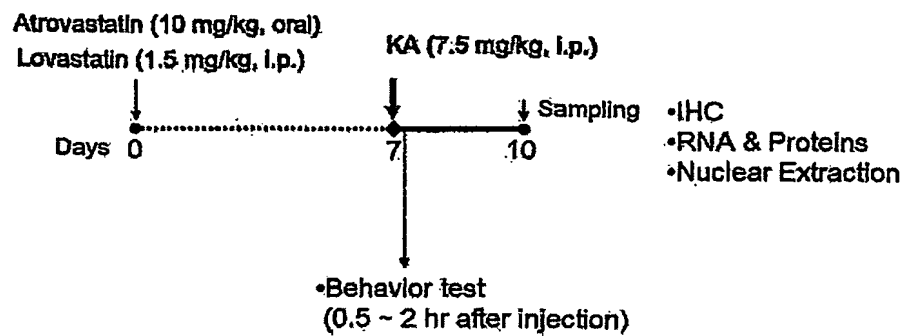 Atrovastatin (10 mg/kg, oral)
Lovastatin (1.5 mg/kg, i.p.)
KA (7.5 mg/kg, i.p.)
Sampling
Days 0 7 10
•IHC
•RNA & Proteins
•Nuclear Extraction
•Behavior test
(0.5 ~ 2 hr after injection)